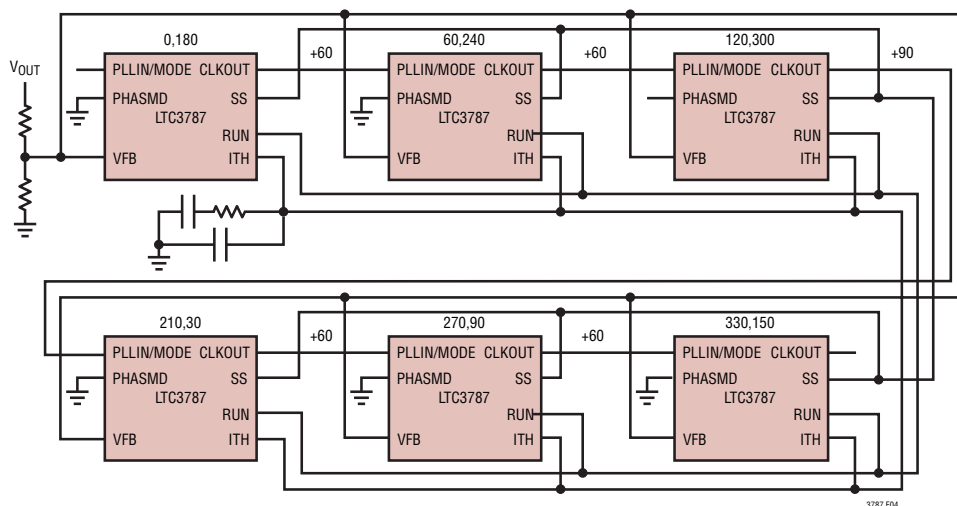 0,180
60,240
120,300
+60
+60
+90
VOUT
PLLIN/MODE CLKOUT
PHASMD SS
LTC3787
RUN
VFB ITH
PLLIN/MODE CLKOUT
PHASMD SS
LTC3787
RUN
VFB ITH
PLLIN/MODE CLKOUT
PHASMD SS
LTC3787
RUN
VFB ITH
210,30
270,90
330,150
+60
+60
PLLIN/MODE CLKOUT
PHASMD SS
LTC3787
RUN
VFB ITH
PLLIN/MODE CLKOUT
PHASMD SS
LTC3787
RUN
VFB ITH
PLLIN/MODE CLKOUT
PHASMD SS
LTC3787
RUN
VFB ITH
3787 F04